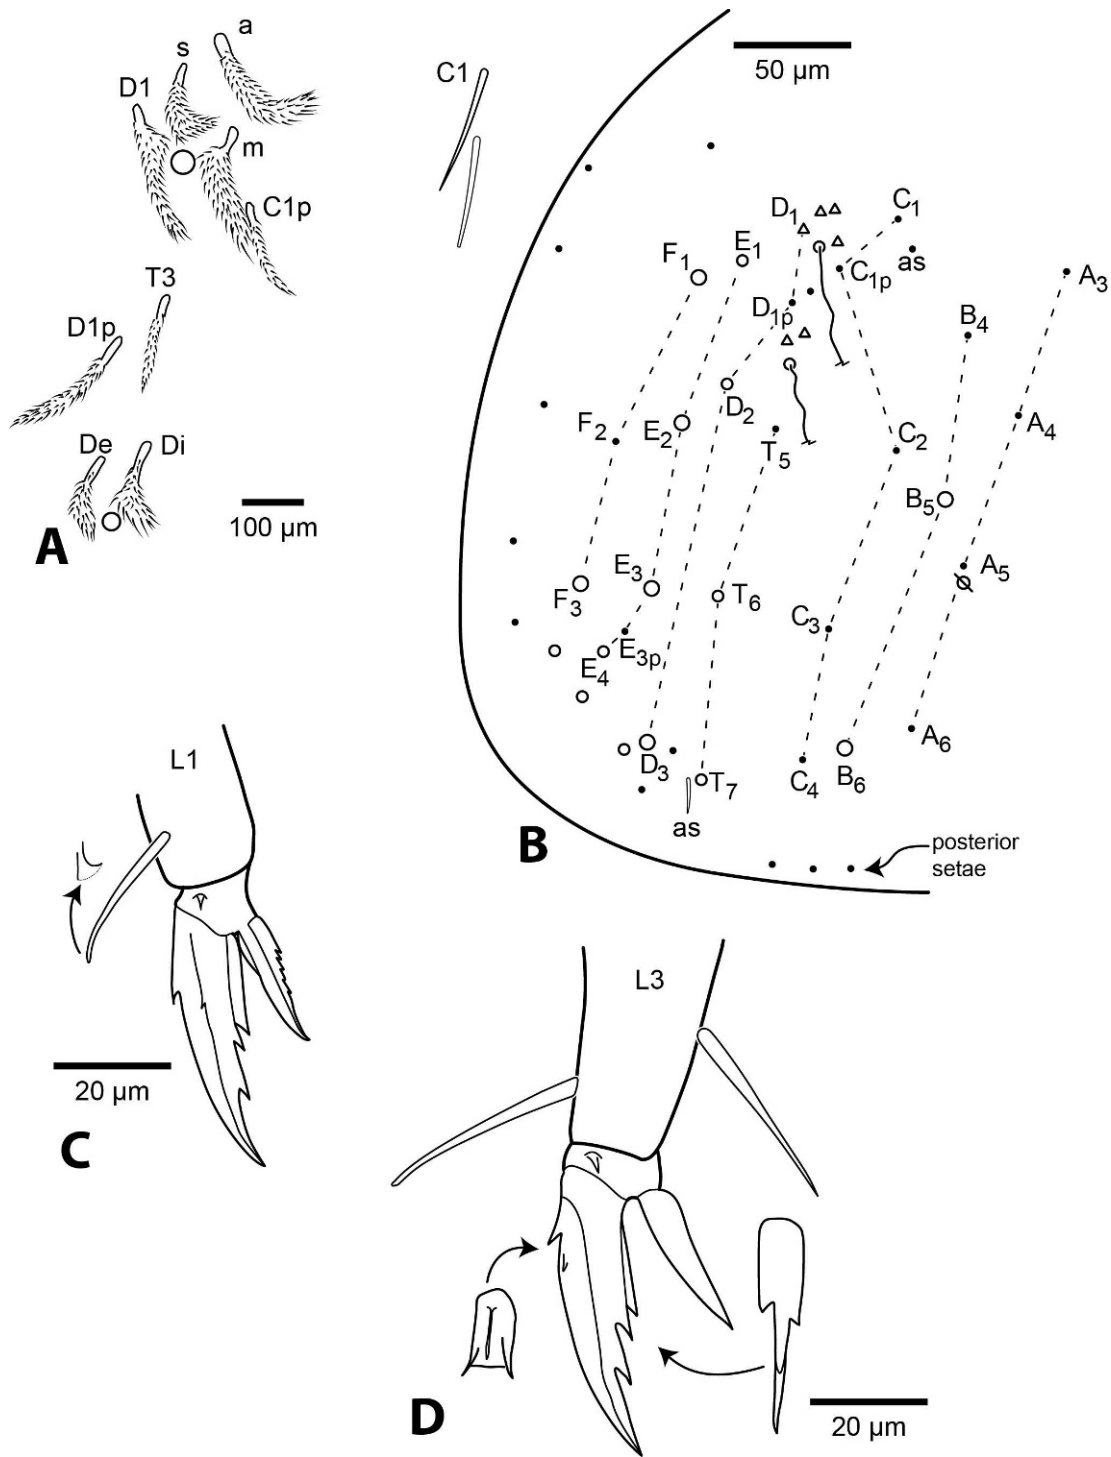 a
s
D1
m
C1p
T3
D1p
De
Di
A
100 µm
C1
50 µm
D1
C1
E1
F1
as
C1p
A3
D1p
B4
D2
F2
E2
T5
C2
A4
B5
E3
A5
F3
T6
C3
E3p
E4
A6
D3
T7
C4
B6
as
B
posterior
setae
L1
20 µm
C
L3
D
20 µm